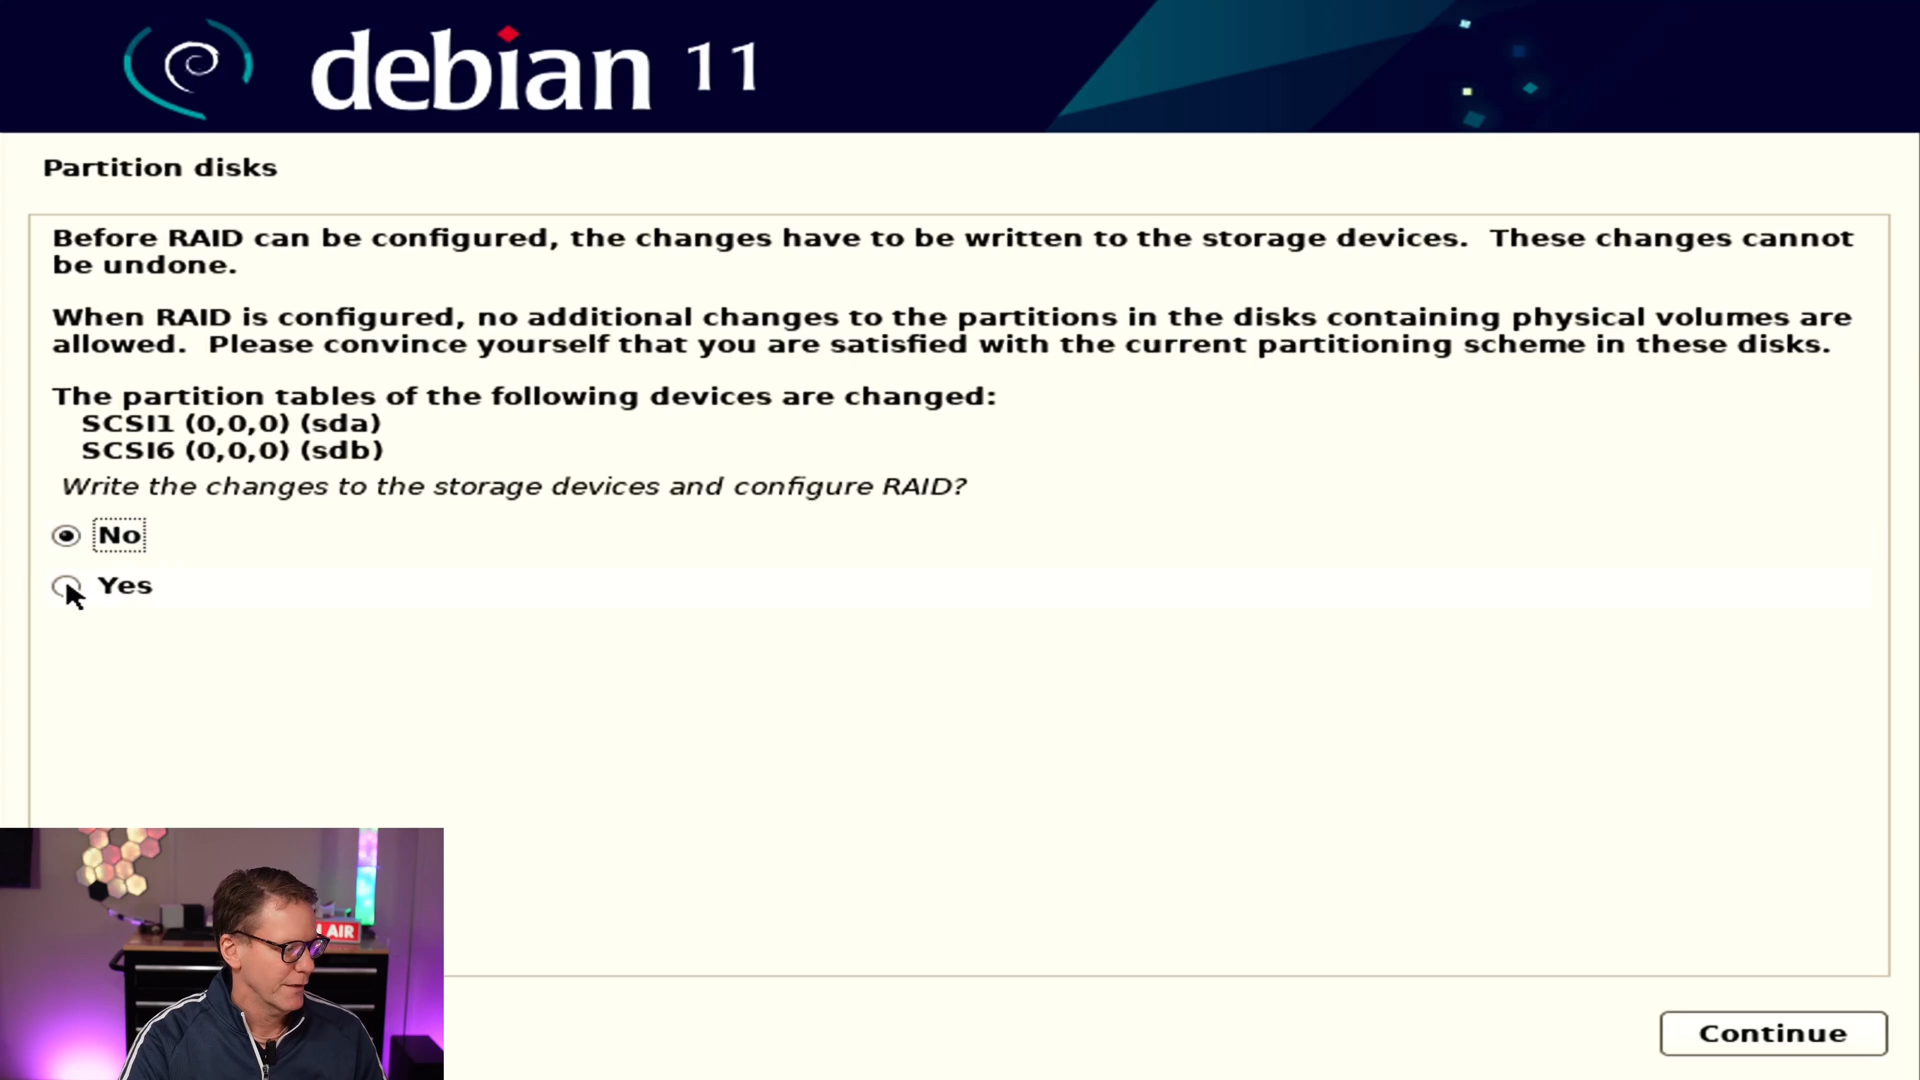 debian 11
Partition disks
Before RAID can be configured, the changes have to be written to the storage devices.  These changes cannot
be undone.
When RAID is configured, no additional changes to the partitions in the disks containing physical volumes are
allowed.  Please convince yourself that you are satisfied with the current partitioning scheme in these disks.
The partition tables of the following devices are changed:
SCSI1 (0,0,0) (sda)
SCSI6 (0,0,0) (sdb)
Write the changes to the storage devices and configure RAID?
No
Yes
AIR
Continue